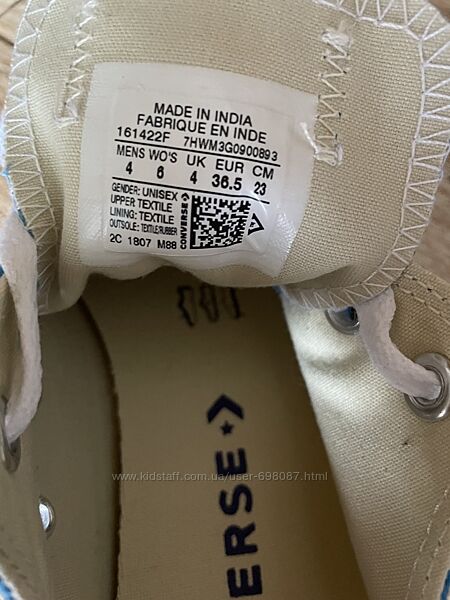 MADE IN INDIA
FABRIQUE EN INDE
161422F 7HWM3G0900893
MENS WO'S UK EUR CM
4 6 4 36.5 23
GENDER: UNISEX
UPPER TEXTILE
LINING: TEXTILE
OUTSOLE: TEXTILE/RUBBER
2C 1807 M88
CONVERSE
www.kidstaff.com.ua/user-698087.html
ERSE